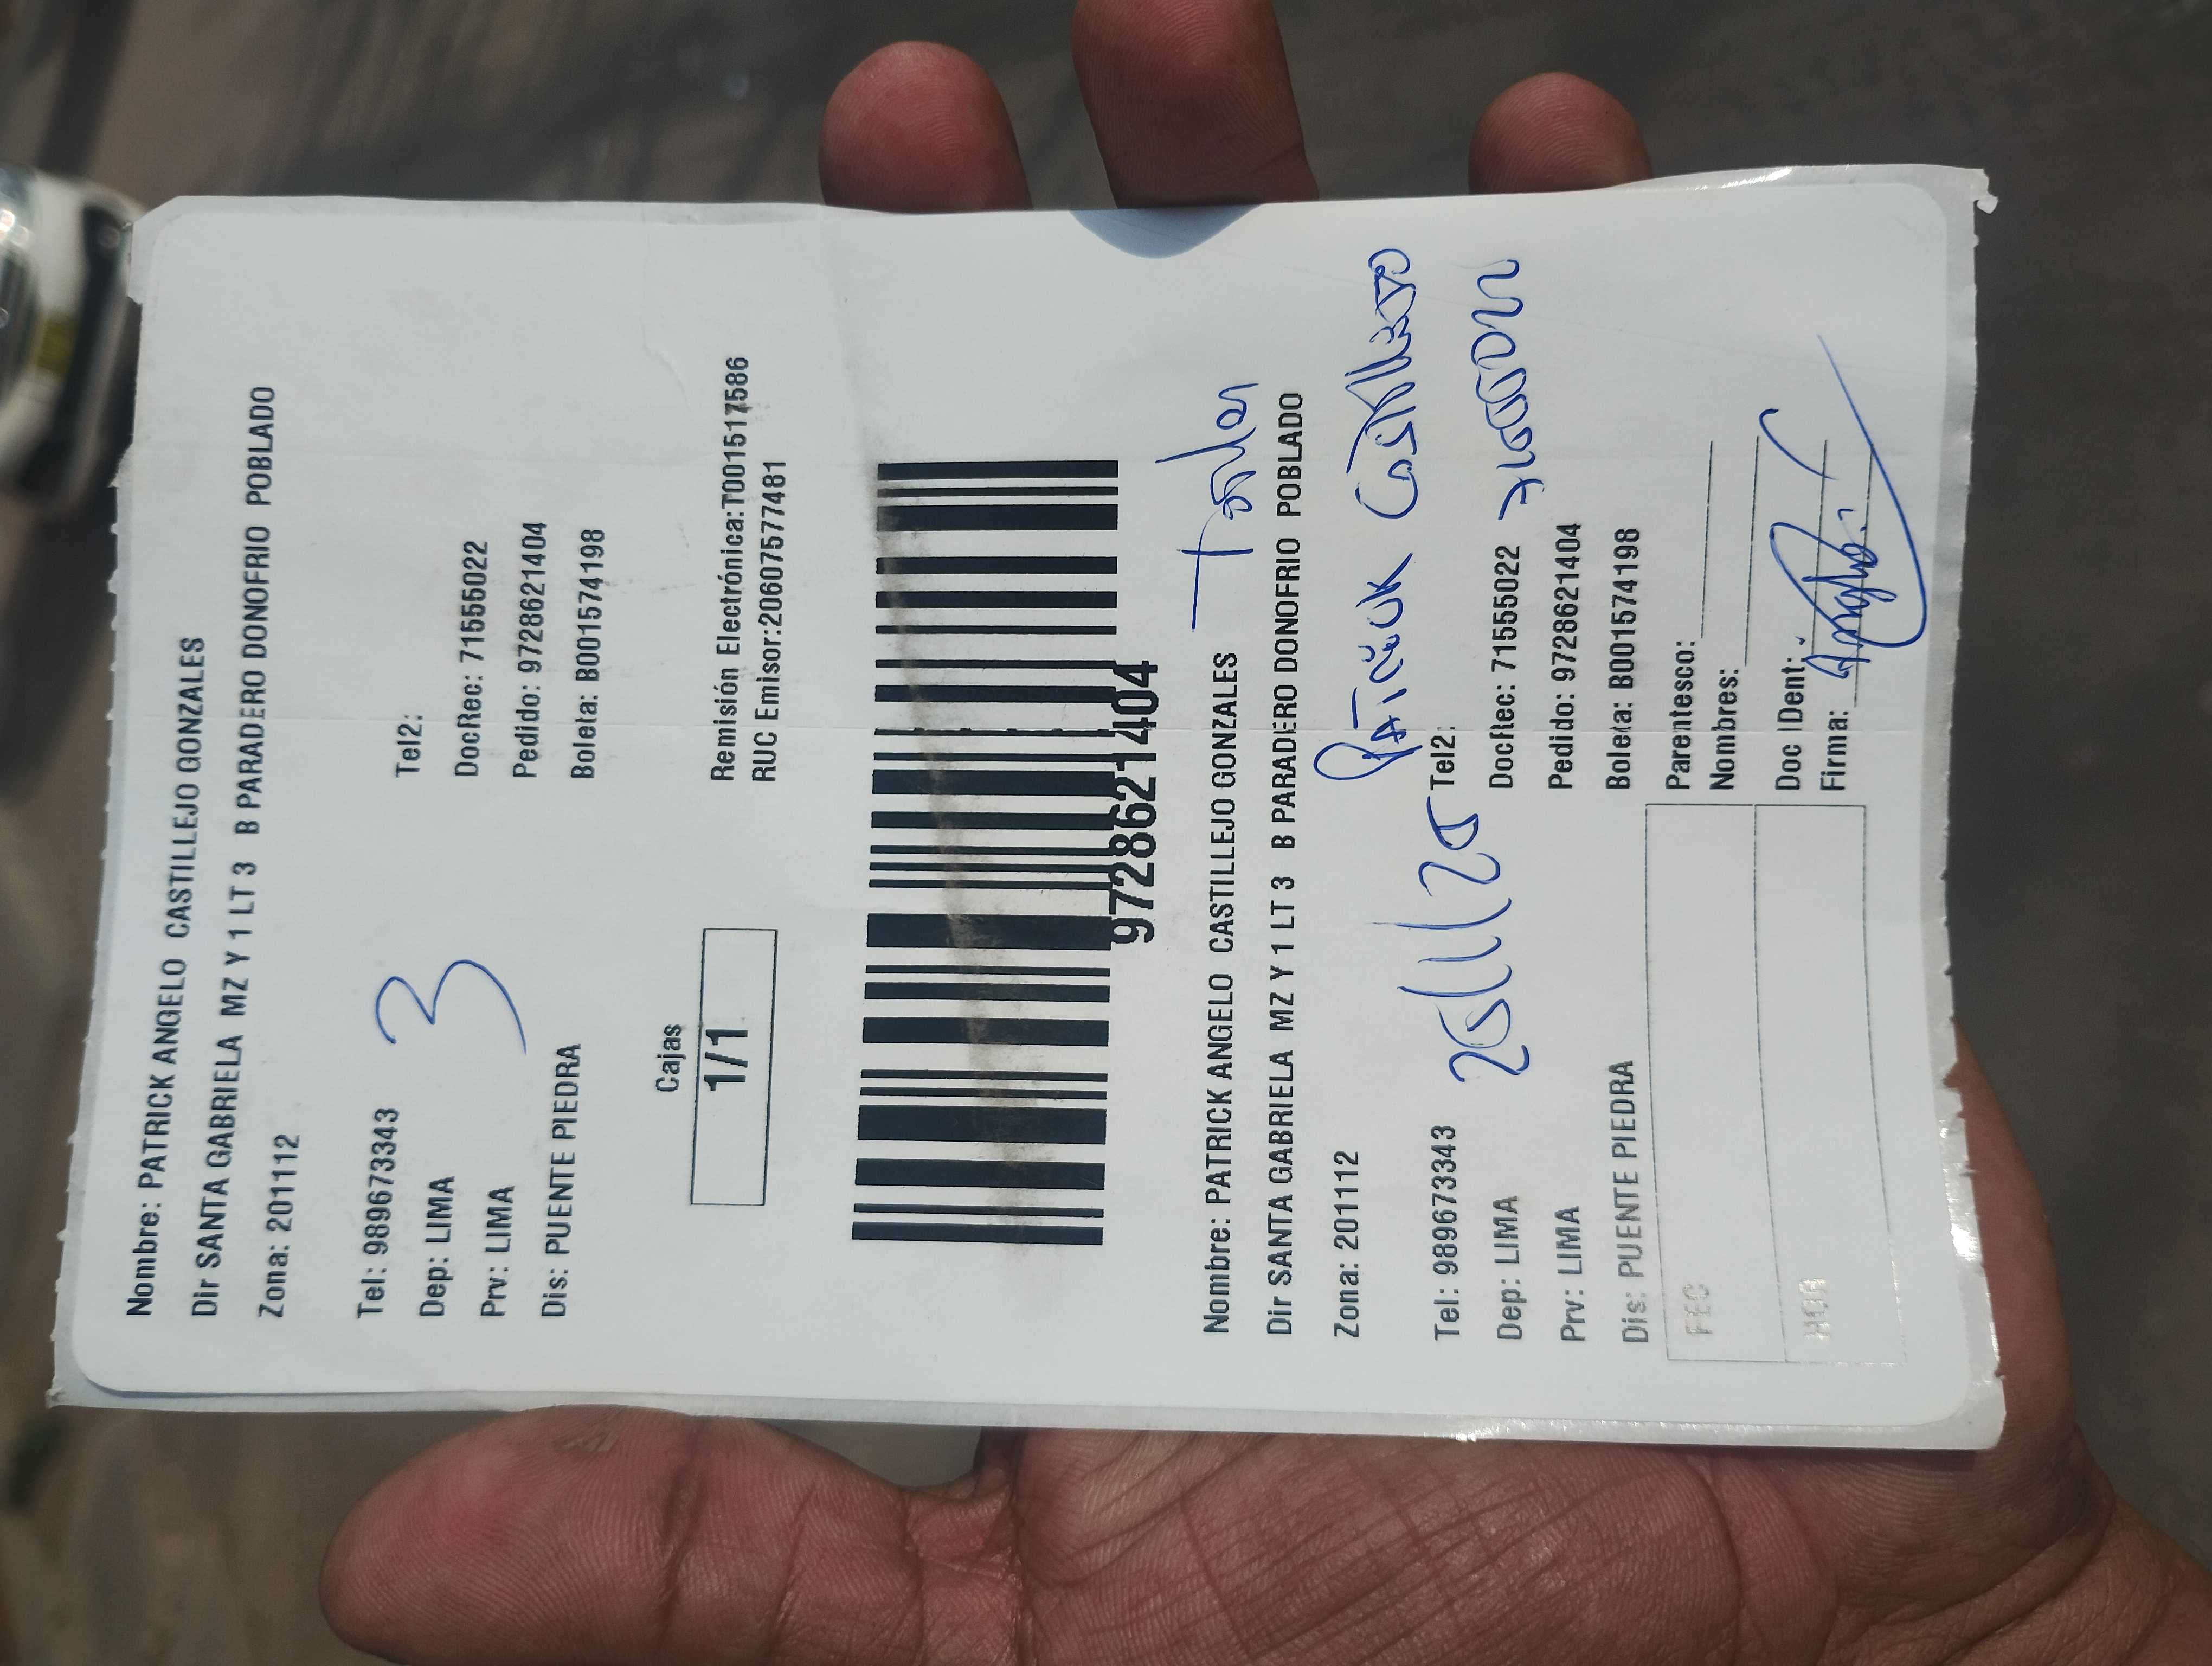 Nombre: PATRICK ANGELO CASTILLEJO GONZALES
Dir SANTA GABRIELA MZ Y 1 LT 3 B PARADERO DONOFRIO POBLADO
Zona: 201112
Tel: 989673343
3
Tel2:
Dep: LIMA
DocRec: 71555022
Prv: LIMA
Pedido: 9728621404
Dis: PUENTE PIEDRA
Boleta: B001574198
Cajas
1/1
Remisión Electrónica:T001517586
RUC Emisor:20607577481
9728621404
Nombre: PATRICK ANGELO CASTILLEJO GONZALES
Dir SANTA GABRIELA MZ Y 1 LT 3 B PARADERO DONOFRIO POBLADO
Zona: 201112
Patrick Castillejo
Tel: 989673343
Tel2:
Dep: LIMA
DocRec: 71555022
Prv: LIMA
Pedido: 9728621404
Dis: PUENTE PIEDRA
Boleta: B001574198
FEC
Parentesco:
Nombres:
HOR
Doc IDent:
Firma: